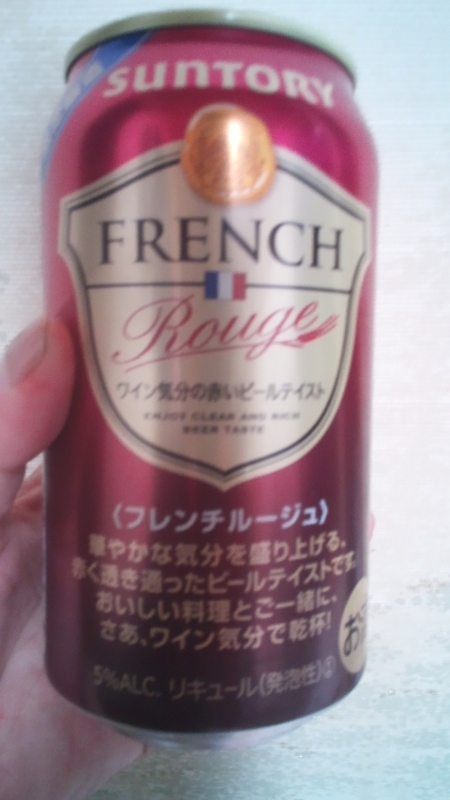 SUNTORY
FRENCH
Rouge
ワイン気分の赤いビールテイスト
ENJOY CLEAR AND RICH
BEER TASTE
〈フレンチルージュ〉
華やかな気分を盛り上げる、
赤く透き通ったビールテイストです。
おいしい料理とご一緒に、
さあ、ワイン気分で乾杯!
5%ALC. リキュール(発泡性)①
お